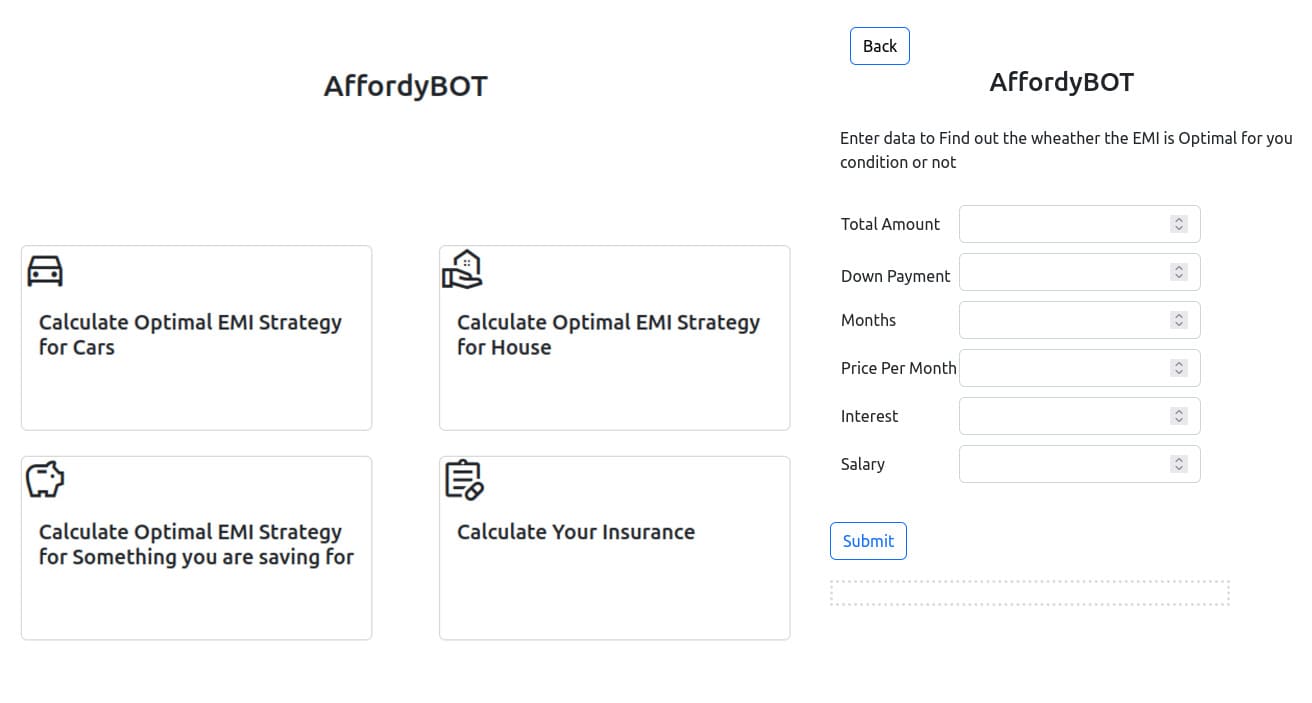 AffordyBOT
Calculate Optimal EMI Strategy
for Cars
Calculate Optimal EMI Strategy
for House
Calculate Optimal EMI Strategy
for Something you are saving for
Calculate Your Insurance
Back
AffordyBOT
Enter data to Find out the wheather the EMI is Optimal for you
condition or not
Total Amount
Down Payment
Months
Price Per Month
Interest
Salary
Submit